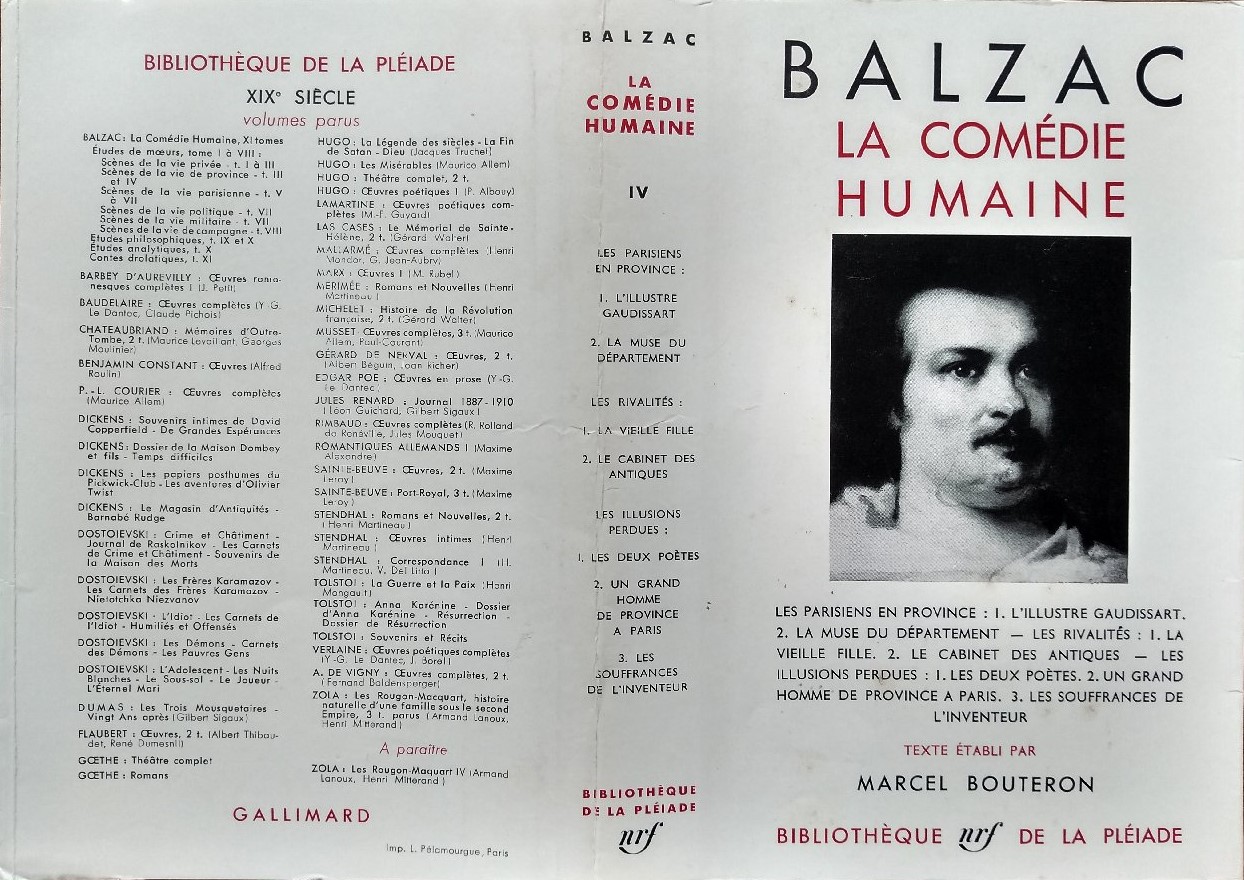 BIBLIOTHÈQUE DE LA PLÉIADE
XIXe SIÈCLE
volumes parus
BALZAC : La Comédie Humaine, XI tomes
Études de mœurs, tome I à VIII :
Scènes de la vie privée - t. I à III
Scènes de la vie de province - t. III
et IV
Scènes de la vie parisienne - t. V
à VII
Scènes de la vie politique - t. VII
Scènes de la vie militaire - t. VII
Scènes de la vie de campagne - t. VIII
Études philosophiques, t. IX et X
Études analytiques, t. X
Contes drolatiques, t. XI
BARBEY D'AUREVILLY : Œuvres roma-
nesques complètes I (J. Petit)
BAUDELAIRE : Œuvres complètes (Y-G.
Le Dantec, Claude Pichois)
CHATEAUBRIAND : Mémoires d'Outre-
Tombe, 2 t. (Maurice Levaillant, Georges
Moulinier)
BENJAMIN CONSTANT : Œuvres (Alfred
Roulin)
P.-L. COURIER : Œuvres complètes
(Maurice Allem)
DICKENS : Souvenirs intimes de David
Copperfield - De Grandes Espérances
DICKENS : Dossier de la Maison Dombey
et fils - Temps difficiles
DICKENS : Les papiers posthumes du
Pickwick-Club - Les aventures d'Olivier
Twist
DICKENS : Le Magasin d'Antiquités -
Barnabé Rudge
DOSTOIEVSKI : Crime et Châtiment -
Journal de Raskolnikov - Les Carnets
de Crime et Châtiment - Souvenirs de
la Maison des Morts
DOSTOIEVSKI : Les Frères Karamazov -
Les Carnets des Frères Karamazov -
Nietotchka Niezvanov
DOSTOIEVSKI : L'Idiot - Les Carnets de
l'Idiot - Humiliés et Offensés
DOSTOIEVSKI : Les Démons - Carnets
des Démons - Les Pauvres Gens
DOSTOIEVSKI : L'Adolescent - Les Nuits
Blanches - Le Sous-sol - Le Joueur -
L'Éternel Mari
DUMAS : Les Trois Mousquetaires -
Vingt Ans après (Gilbert Sigaux)
FLAUBERT : Œuvres, 2 t. (Albert Thibau-
det, René Dumesnil)
GŒTHE : Théâtre complet
GŒTHE : Romans
HUGO : La Légende des siècles - La Fin
de Satan - Dieu (Jacques Truchet)
HUGO : Les Misérables (Maurice Allem)
HUGO : Théâtre complet, 2 t.
HUGO : Œuvres poétiques I (P. Albouy)
LAMARTINE : Œuvres poétiques com-
plètes (M.-F. Guyard)
LAS CASES : Le Mémorial de Sainte-
Hélène, 2 t. (Gérard Walter)
MALLARMÉ : Œuvres complètes (Henri
Mondor, G. Jean-Aubry)
MARX : Œuvres I (M. Rubel)
MÉRIMÉE : Romans et Nouvelles (Henri
Martineau)
MICHELET : Histoire de la Révolution
française, 2 t. (Gérard Walter)
MUSSET : Œuvres complètes, 3 t. (Maurice
Allem, Paul-Courant)
GÉRARD DE NERVAL : Œuvres, 2 t.
(Albert Béguin, Jean Richer)
EDGAR POE : Œuvres en prose (Y-G.
Le Dantec)
JULES RENARD : Journal 1887-1910
(Léon Guichard, Gilbert Sigaux)
RIMBAUD : Œuvres complètes (R. Rolland
de Renéville, Jules Mouquet)
ROMANTIQUES ALLEMANDS I (Maxime
Alexandre)
SAINTE-BEUVE : Œuvres, 2 t. (Maxime
Leroy)
SAINTE-BEUVE : Port-Royal, 3 t. (Maxime
Leroy)
STENDHAL : Romans et Nouvelles, 2 t.
(Henri Martineau)
STENDHAL : Œuvres intimes (Henri
Martineau)
STENDHAL : Correspondance I (H.
Martineau, V. Del Litto)
TOLSTOI : La Guerre et la Paix (Henri
Mongault)
TOLSTOI : Anna Karénine - Dossier
d'Anna Karénine - Résurrection -
Dossier de Résurrection
TOLSTOI : Souvenirs et Récits
VERLAINE : Œuvres poétiques complètes
(Y-G. Le Dantec, J. Borel)
A. DE VIGNY : Œuvres complètes, 2 t.
(Fernand Baldensperger)
ZOLA : Les Rougon-Macquart, histoire
naturelle d'une famille sous le second
Empire, 3 t. parus (Armand Lanoux,
Henri Mitterand)
A paraître
ZOLA : Les Rougon-Maquart IV (Armand
Lanoux, Henri Mitterand)
GALLIMARD
Imp. L. Pélamourgue, Paris
BALZAC
LA
COMÉDIE
HUMAINE
IV
LES PARISIENS
EN PROVINCE :
1. L'ILLUSTRE
GAUDISSART
2. LA MUSE DU
DÉPARTEMENT
LES RIVALITÉS :
1. LA VIEILLE FILLE
2. LE CABINET DES
ANTIQUES
LES ILLUSIONS
PERDUES :
1. LES DEUX POÈTES
2. UN GRAND
HOMME
DE PROVINCE
A PARIS
3. LES
SOUFFRANCES
DE L'INVENTEUR
BIBLIOTHÈQUE
DE LA PLÉIADE
nrf
BALZAC
LA COMÉDIE
HUMAINE
LES PARISIENS EN PROVINCE : 1. L'ILLUSTRE GAUDISSART.
2. LA MUSE DU DÉPARTEMENT — LES RIVALITÉS : 1. LA
VIEILLE FILLE. 2. LE CABINET DES ANTIQUES — LES
ILLUSIONS PERDUES : 1. LES DEUX POÈTES. 2. UN GRAND
HOMME DE PROVINCE A PARIS. 3. LES SOUFFRANCES DE
L'INVENTEUR
TEXTE ÉTABLI PAR
MARCEL BOUTERON
BIBLIOTHÈQUE nrf DE LA PLÉIADE